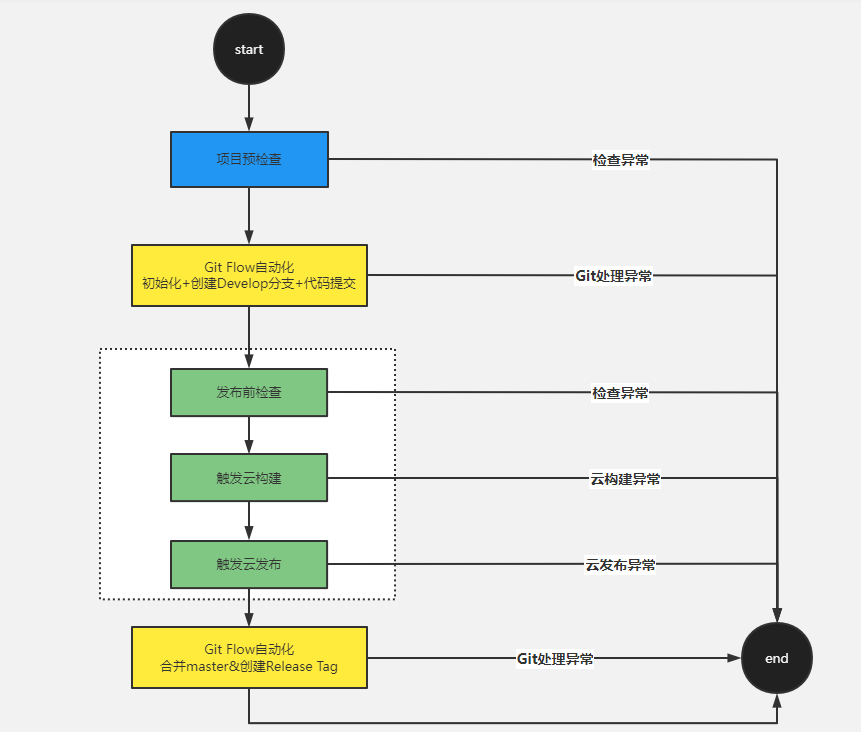 start
项目预检查
检查异常
Git Flow自动化
初始化+创建Develop分支+代码提交
Git处理异常
发布前检查
检查异常
触发云构建
云构建异常
触发云发布
云发布异常
Git Flow自动化
合并master&创建Release Tag
Git处理异常
end